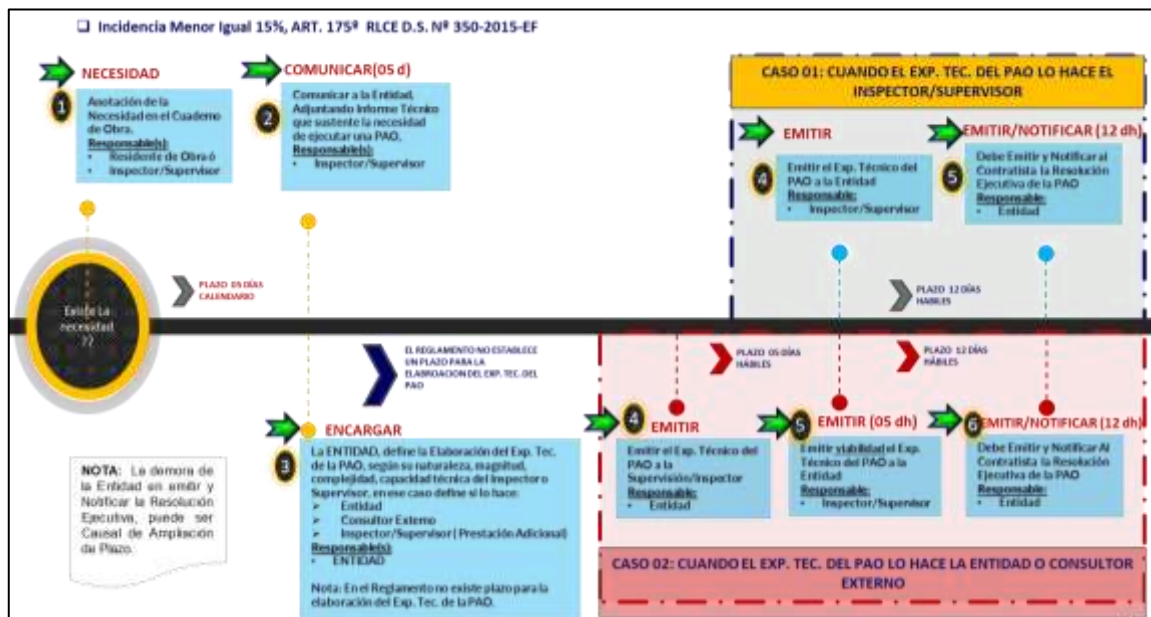 ❑ Incidencia Menor Igual 15%, ART. 175º RLCE D.S. Nº 350-2015-EF
NECESIDAD
1
Anotación de la
Necesidad en el Cuaderno
de Obra.
Responsable(s):
• Residente de Obra ó
• Inspector/Supervisor
COMUNICAR(05 d)
2
Comunicar a la Entidad,
Adjuntando Informe Técnico
que sustente la necesidad
de ejecutar una PAO.
Responsable(s):
• Inspector/Supervisor
CASO 01: CUANDO EL EXP. TEC. DEL PAO LO HACE EL
INSPECTOR/SUPERVISOR
EMITIR
4
Emitir el Exp. Técnico del
PAO a la Entidad
Responsable:
• Inspector/Supervisor
EMITIR/NOTIFICAR (12 dh)
5
Debe Emitir y Notificar al
Contratista la Resolución
Ejecutiva de la PAO
Responsable:
• Entidad
Existe La
necesidad
??
PLAZO 05 DÍAS
CALENDARIO
PLAZO 12 DÍAS
HABILES
EL REGLAMENTO NO ESTABLECE
UN PLAZO PARA LA
ELABROACION DEL EXP. TEC. DEL
PAO
PLAZO 05 DÍAS
HÁBILES
PLAZO 12 DÍAS
HÁBILES
NOTA: La demora de
la Entidad en emitir y
Notificar la Resolución
Ejecutiva, puede ser
Causal de Ampliación
de Plazo.
ENCARGAR
3
La ENTIDAD, define la Elaboración del Exp. Tec.
de la PAO, según su naturaleza, magnitud,
complejidad, capacidad técnica del Inspector o
Supervisor, en ese caso define si lo hace:
➢ Entidad
➢ Consultor Externo
➢ Inspector/Supervisor ( Prestación Adicional)
Responsable(s):
• ENTIDAD
Nota: En el Reglamento no existe plazo para la
elaboración del Exp. Tec. de la PAO.
4
EMITIR
Emitir el Exp. Técnico del
PAO a la
Supervisión/Inspector
Responsable:
• Entidad
5
EMITIR (05 dh)
Emitir viabilidad el Exp.
Técnico del PAO a la
Entidad
Responsable:
• Inspector/Supervisor
6
EMITIR/NOTIFICAR (12 dh)
Debe Emitir y Notificar Al
Contratista la Resolución
Ejecutiva de la PAO
Responsable:
• Entidad
CASO 02: CUANDO EL EXP. TEC. DEL PAO LO HACE LA ENTIDAD O CONSULTOR
EXTERNO